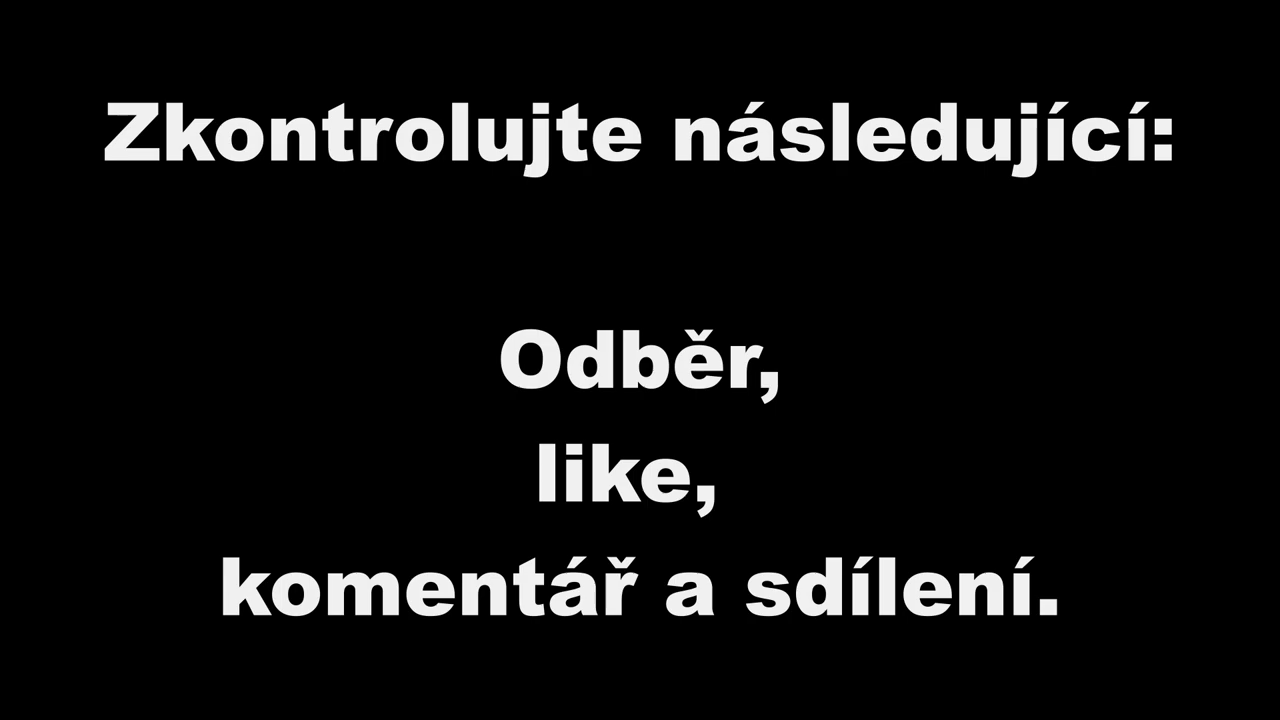 Zkontrolujte následující:
Odběr,
like,
komentář a sdílení.